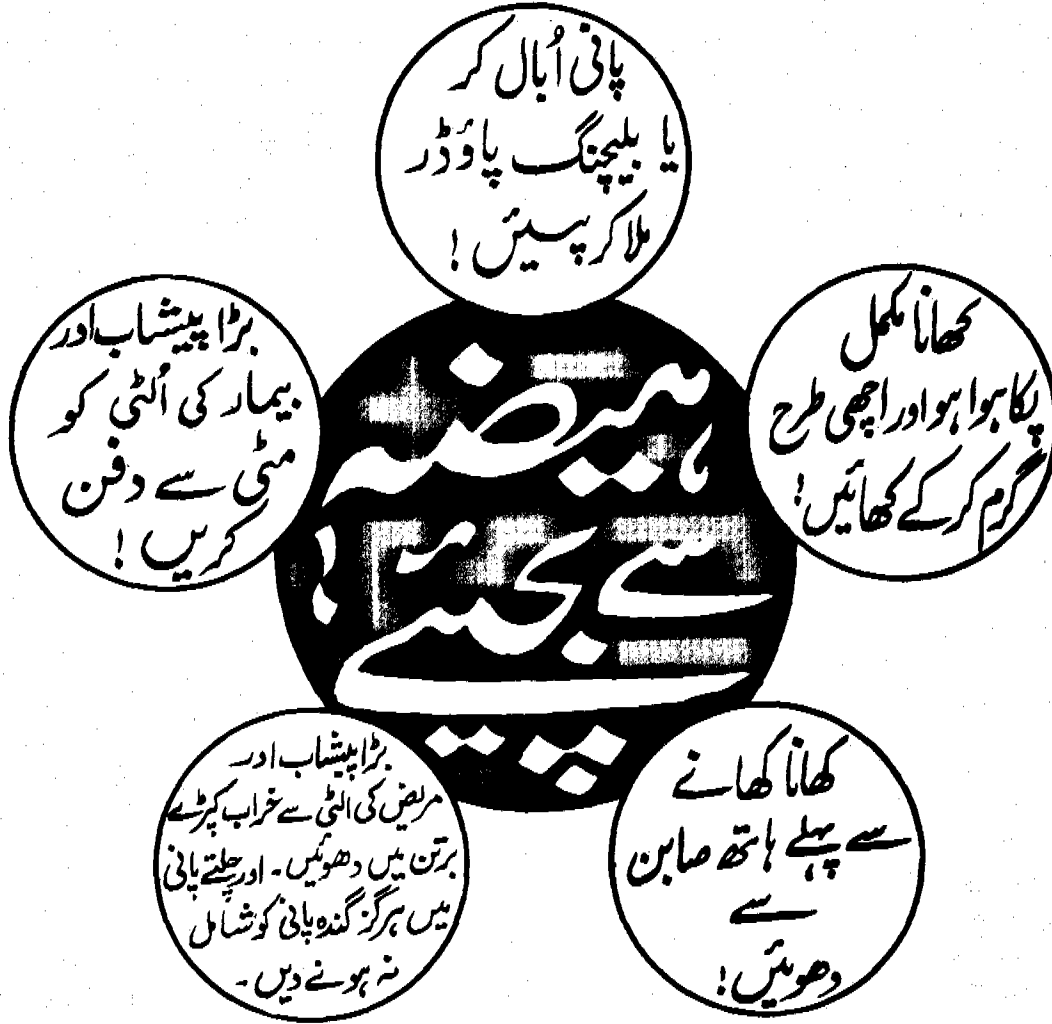 ہیضہ
سے بچیئے!
پانی اُبال کر
یا بلیچنگ پاؤڈر
ملا کر پیئں!
کھانا مکمل
پکا ہوا ہو اور اچھی طرح
گرم کر کے کھائیں!
کھانا کھانے
سے پہلے ہاتھ صابن
سے
دھوئیں!
بڑا پیشاب اور
مریض کی الٹی سے خراب کپڑے
برتن میں دھوئیں۔ اور چلتے پانی
میں ہرگز گندہ پانی کو شامل
نہ ہونے دیں۔
بڑا پیشاب اور
بیمار کی اُلٹی کو
مٹی سے دفن
کریں!